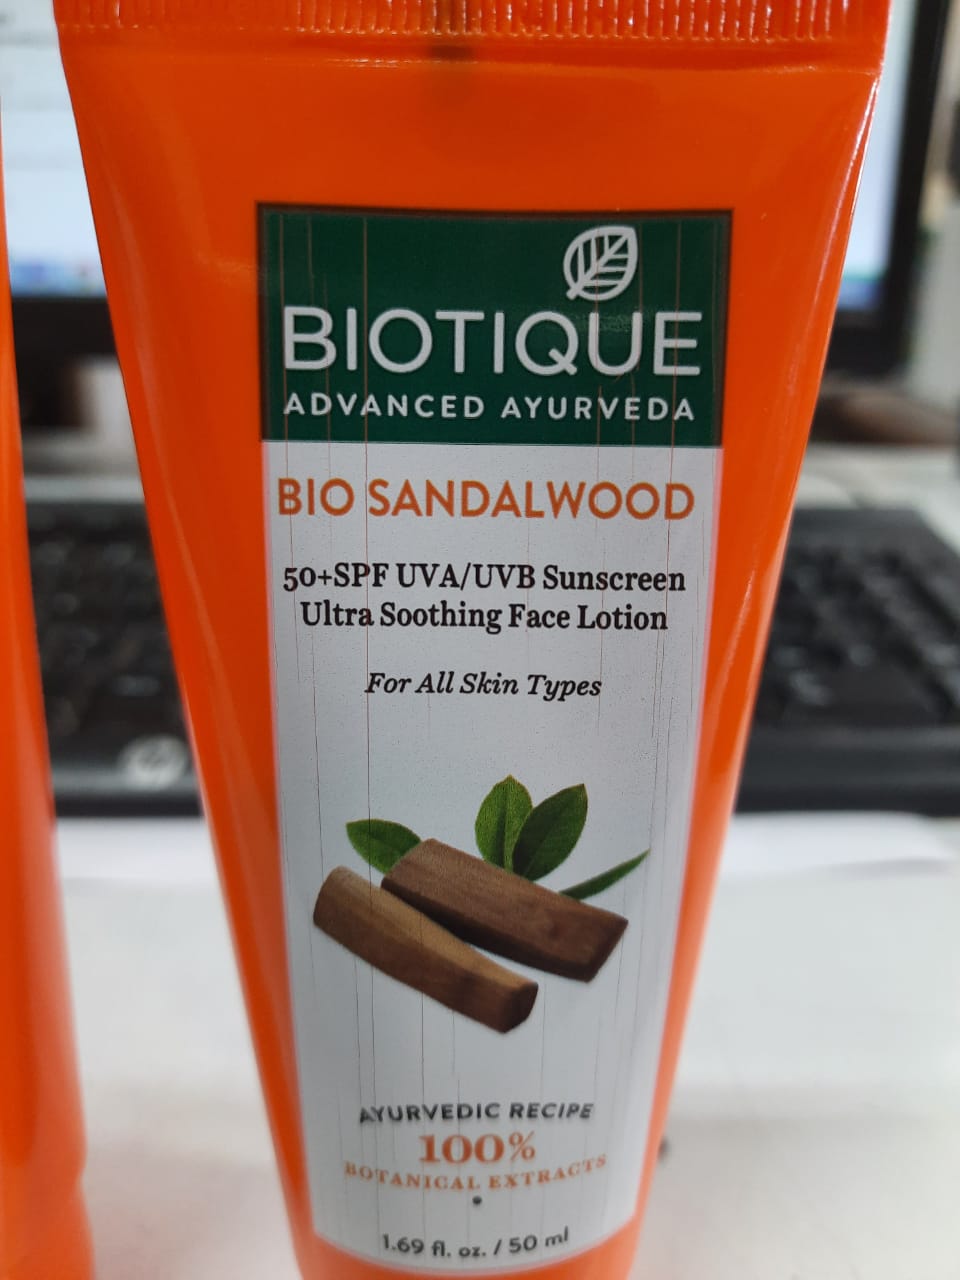 BIOTIQUE
ADVANCED AYURVEDA
BIO SANDALWOOD
50+SPF UVA/UVB Sunscreen
Ultra Soothing Face Lotion
For All Skin Types
AYURVEDIC RECIPE
100%
BOTANICAL EXTRACTS
1.69 fl. oz. / 50 ml